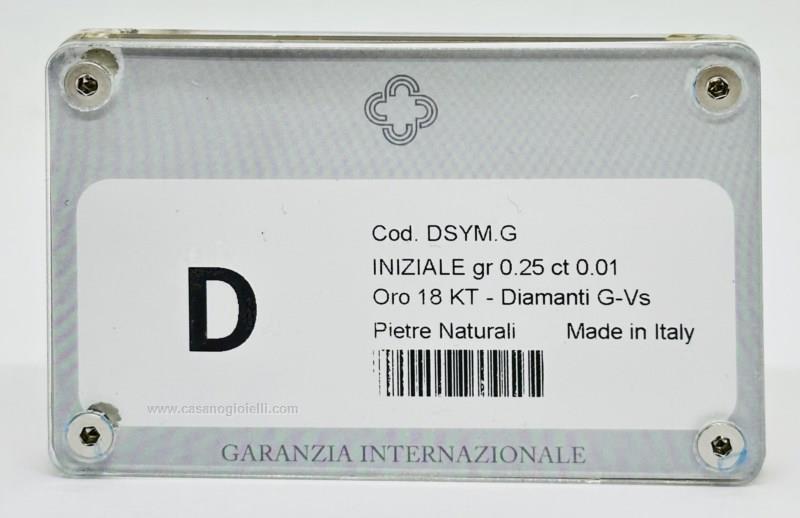 D
Cod. DSYM.G
INIZIALE gr 0.25 ct 0.01
Oro 18 KT - Diamanti G-Vs
Pietre Naturali Made in Italy
www.casanogioielli.com
GARANZIA INTERNAZIONALE